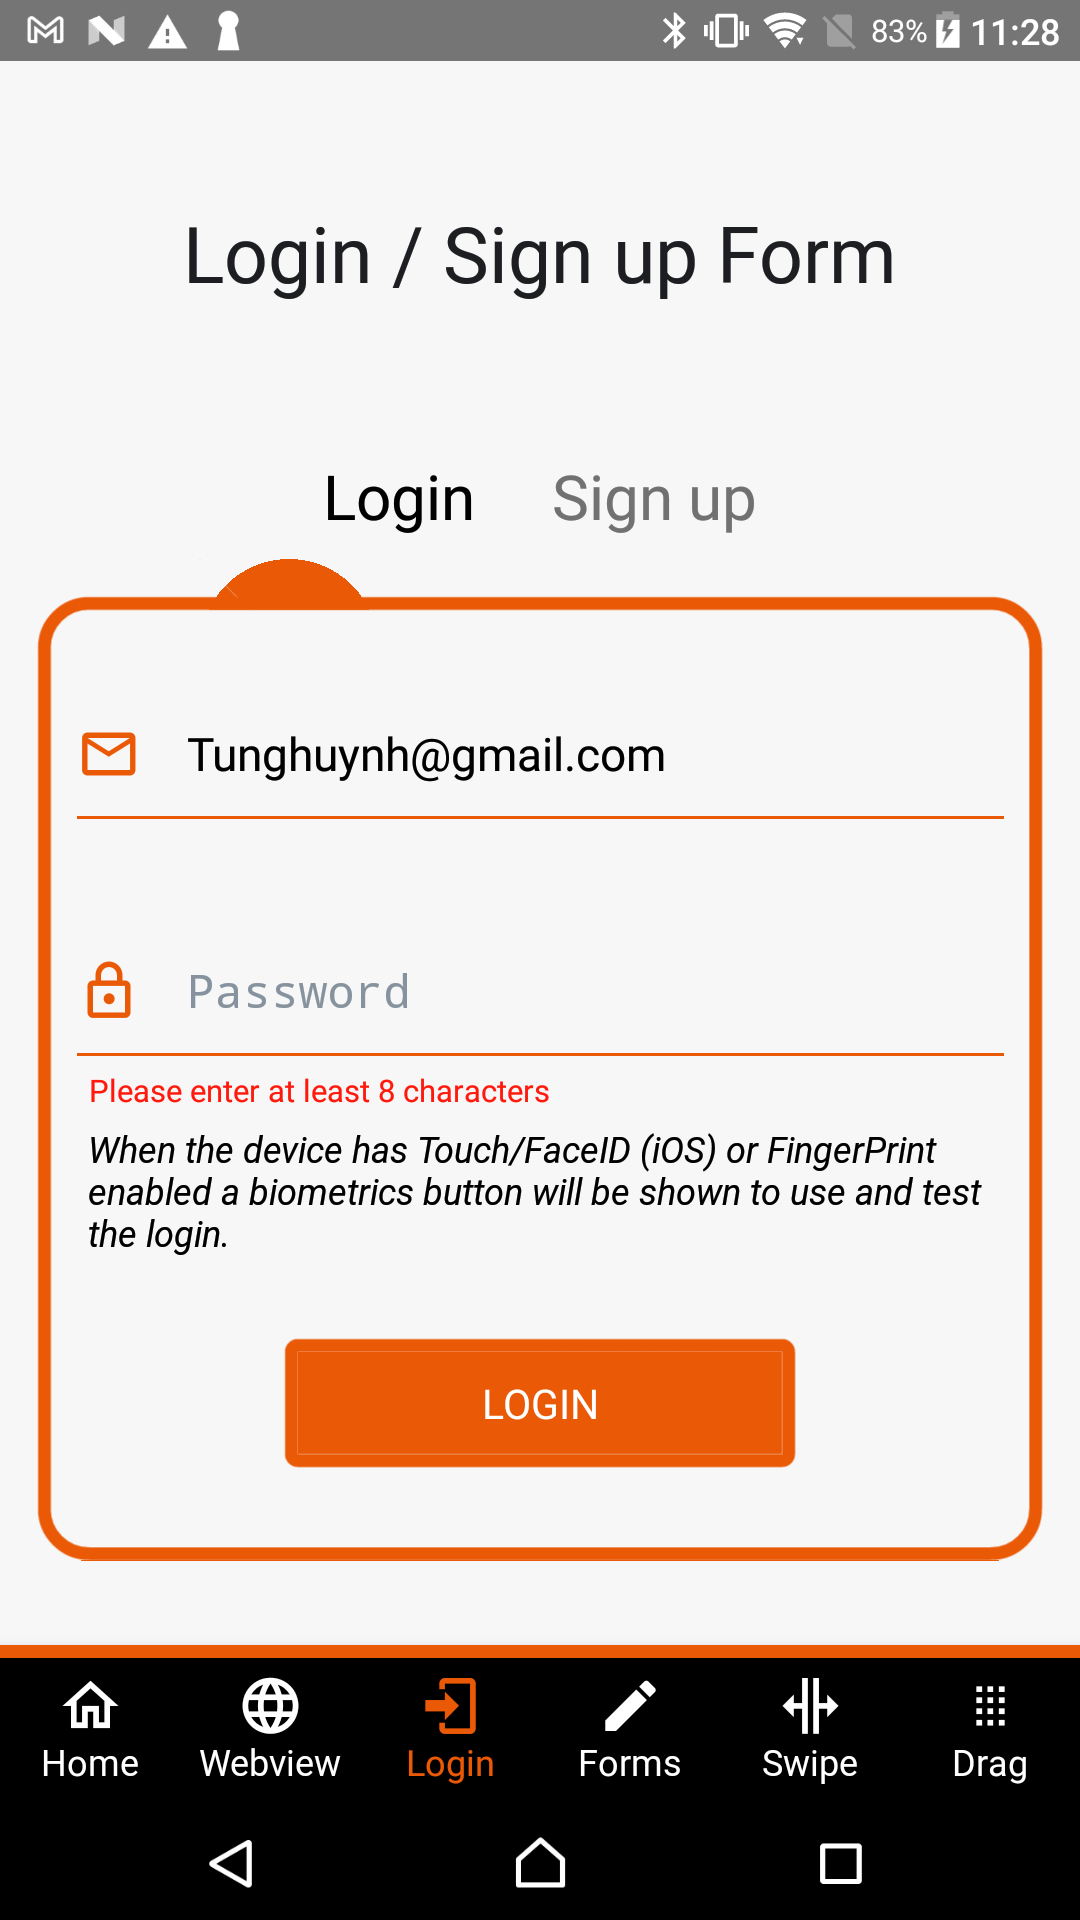 83% 11:28
Login / Sign up Form
Login Sign up
Tunghuynh@gmail.com
Password
Please enter at least 8 characters
When the device has Touch/FaceID (iOS) or FingerPrint
enabled a biometrics button will be shown to use and test
the login.
LOGIN
Home Webview Login Forms Swipe Drag